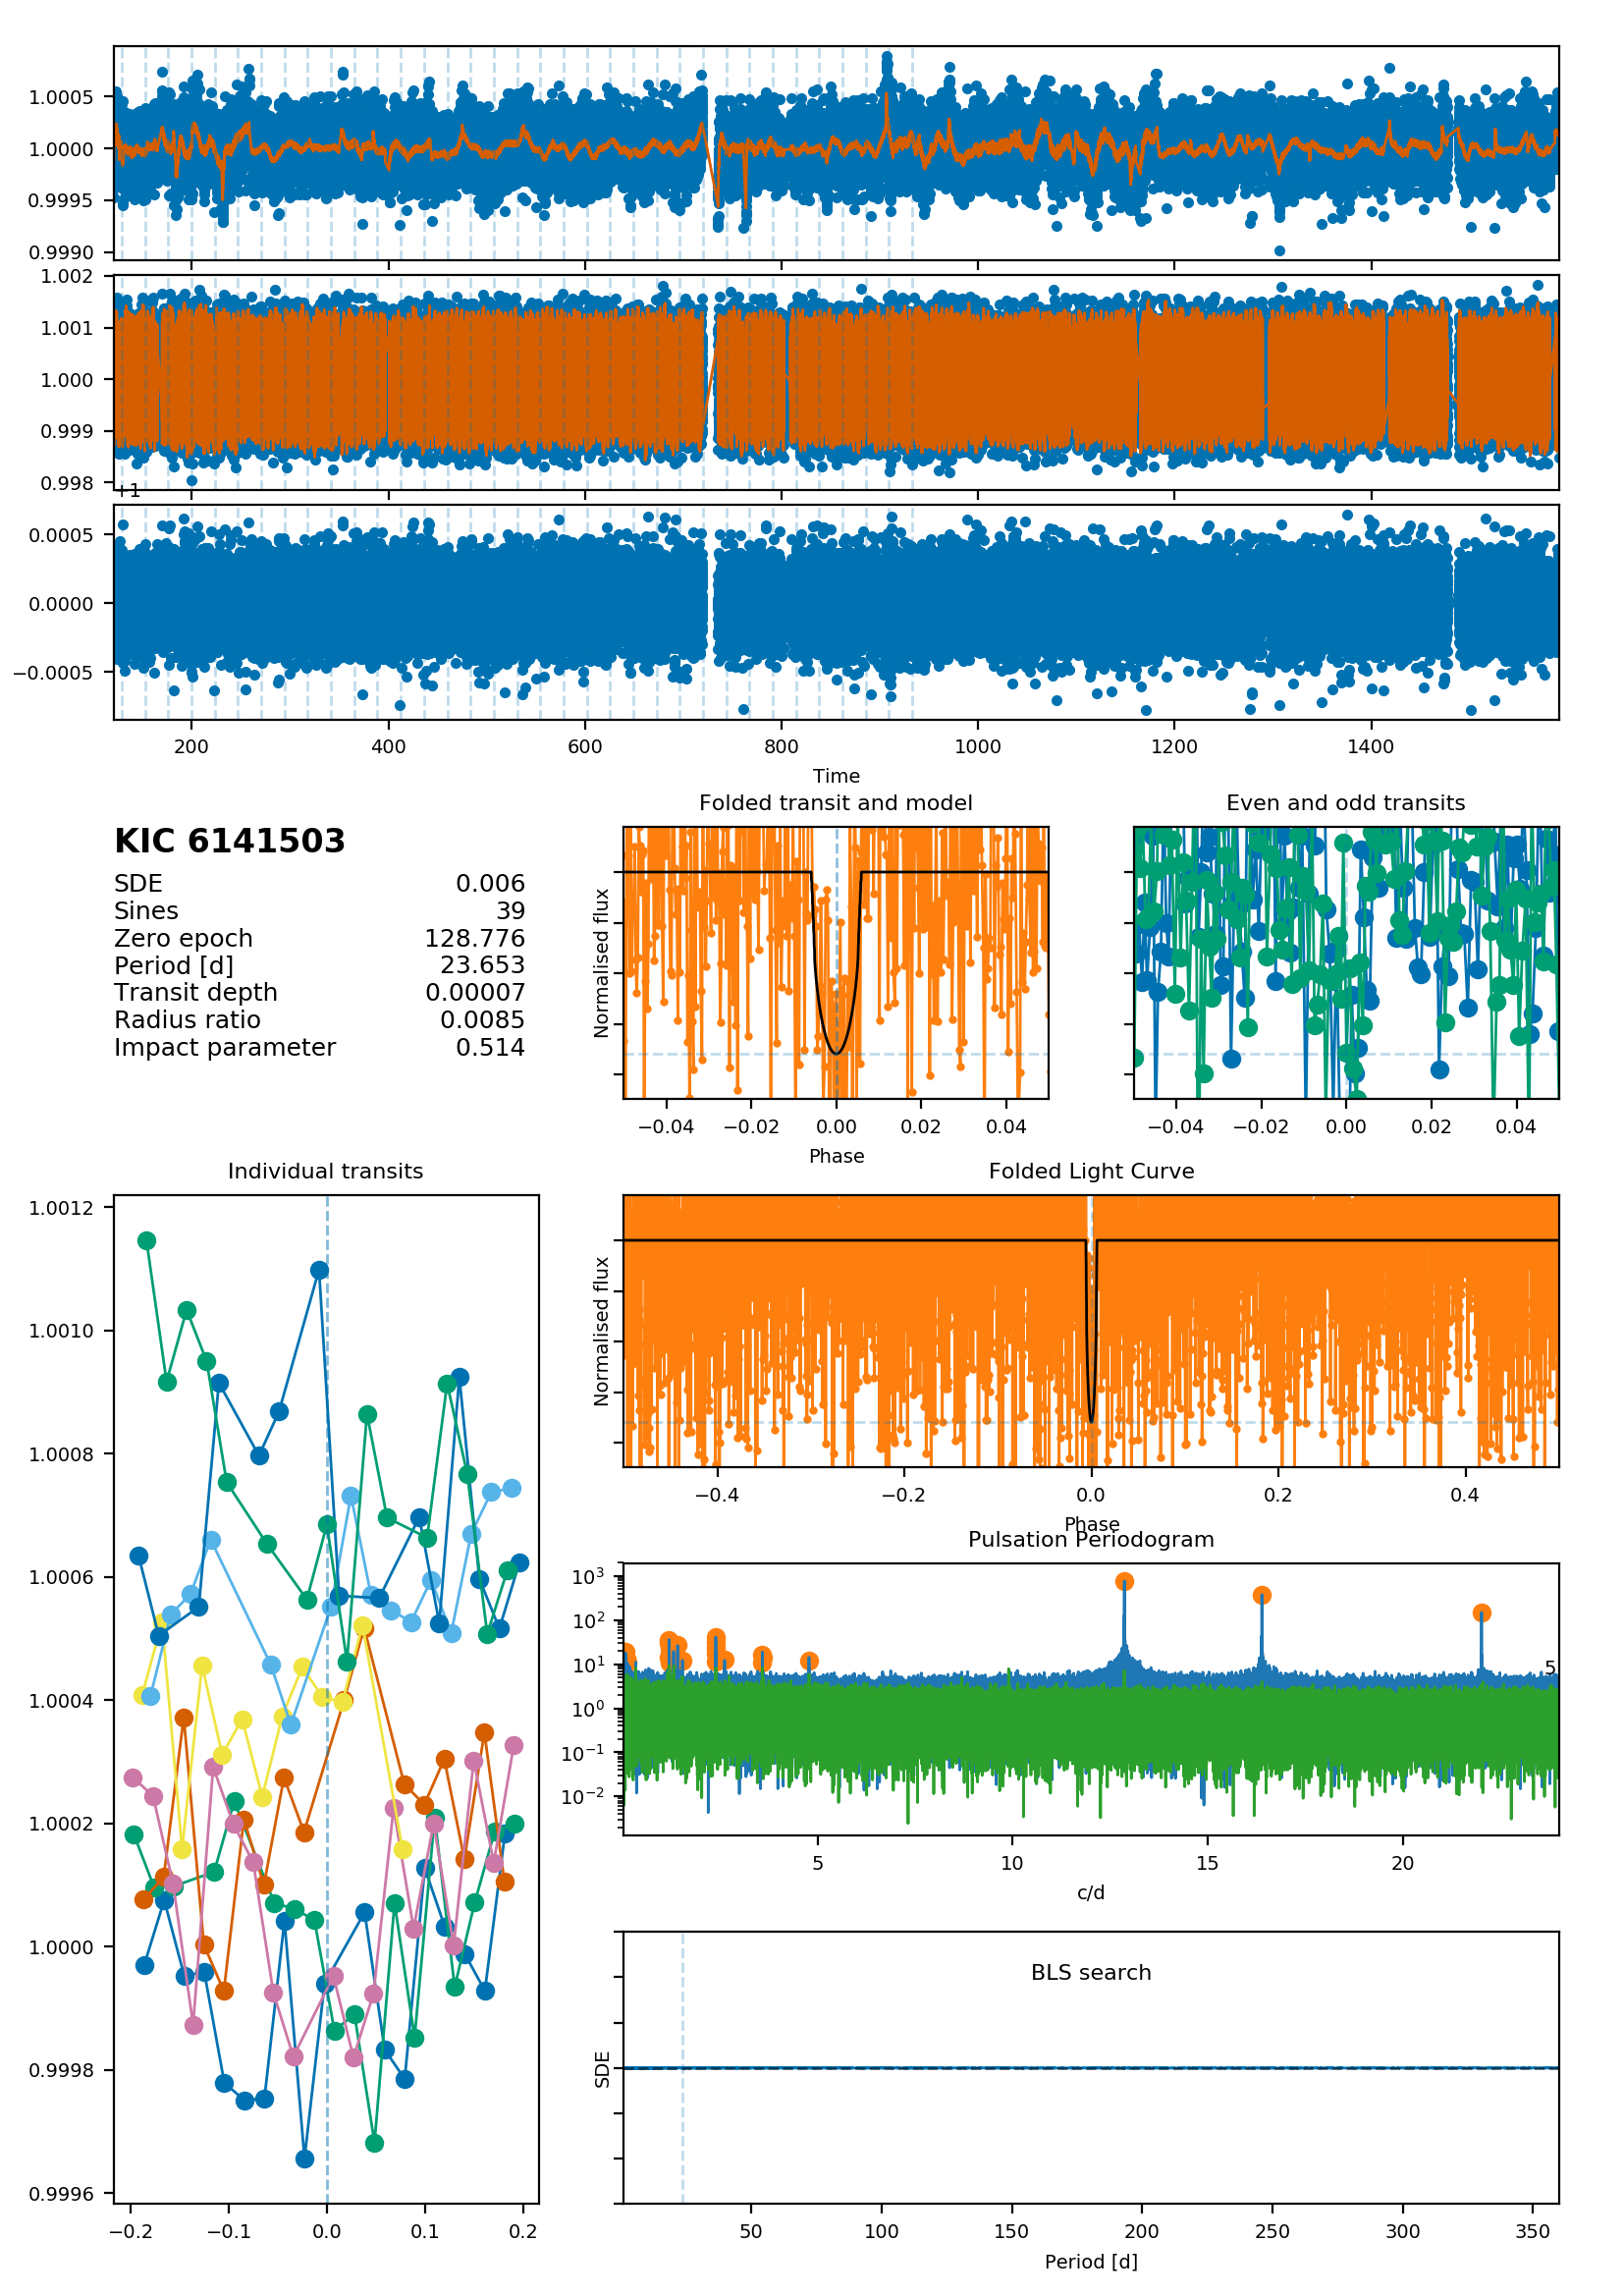 1.0005
1.0000
0.9995
0.9990
1.002
1.001
1.000
0.999
0.998
+1
0.0005
0.0000
−0.0005
200 400 600 800 1000 1200 1400
Time
KIC 6141503
SDE 0.006
Sines 39
Zero epoch 128.776
Period [d] 23.653
Transit depth 0.00007
Radius ratio 0.0085
Impact parameter 0.514
Folded transit and model
Normalised flux
−0.04 −0.02 0.00 0.02 0.04
Phase
Even and odd transits
−0.04 −0.02 0.00 0.02 0.04
Individual transits
1.0012
1.0010
1.0008
1.0006
1.0004
1.0002
1.0000
0.9998
0.9996
−0.2 −0.1 0.0 0.1 0.2
Folded Light Curve
Normalised flux
−0.4 −0.2 0.0 0.2 0.4
Phase
Pulsation Periodogram
10³
10²
10¹
10⁰
10⁻¹
10⁻²
5
5 10 15 20
c/d
BLS search
SDE
50 100 150 200 250 300 350
Period [d]